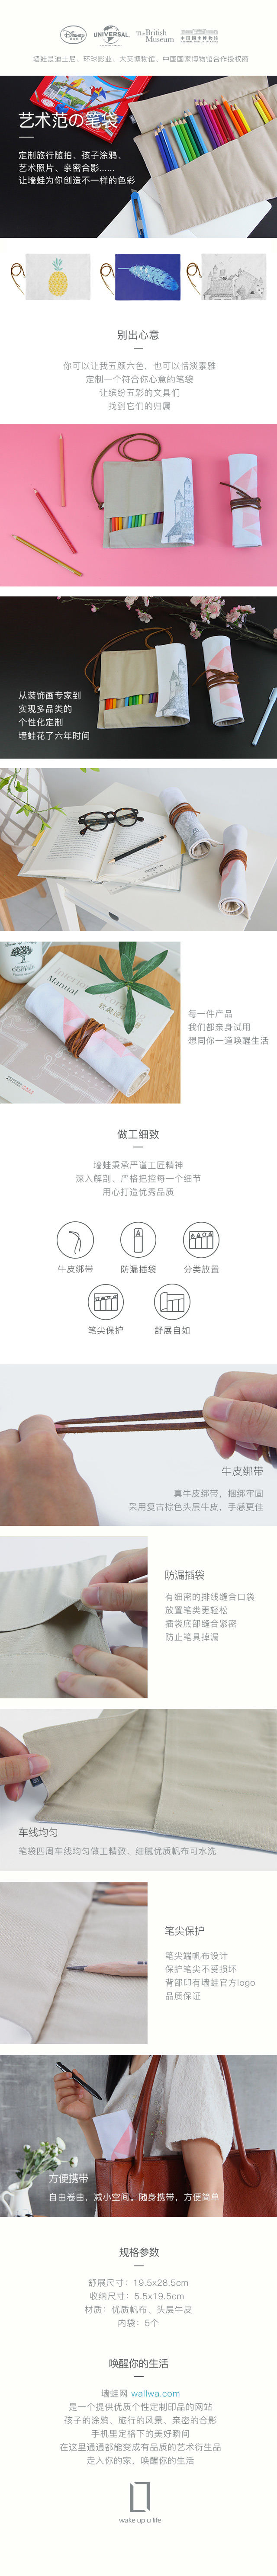 Disney
UNIVERSAL
The British
Museum
中国国家博物馆
墙蛙是迪士尼、环球影业、大英博物馆、中国国家博物馆合作授权商
艺术范の笔袋
定制旅行随拍、孩子涂鸦、
艺术照片、亲密合影......
让墙蛙为你创造不一样的色彩
别出心意
你可以让我五颜六色，也可以恬淡素雅
定制一个符合你心意的笔袋
让缤纷五彩的文具们
找到它们的归属
从装饰画专家到
实现多品类的
个性化定制
墙蛙花了六年时间
COFFEE
Manual
每一件产品
我们都亲身试用
想同你一道唤醒生活
做工细致
墙蛙秉承严谨工匠精神
深入解剖、严格把控每一个细节
用心打造优秀品质
牛皮绑带
防漏插袋
分类放置
笔尖保护
舒展自如
牛皮绑带
真牛皮绑带，捆绑牢固
采用复古棕色头层牛皮，手感更佳
防漏插袋
有细密的排线缝合口袋
放置笔类更轻松
插袋底部缝合紧密
防止笔具掉漏
车线均匀
笔袋四周车线均匀做工精致、细腻优质帆布可水洗
笔尖保护
笔尖端帆布设计
保护笔尖不受损坏
背部印有墙蛙官方logo
品质保证
方便携带
自由卷曲，减小空间。随身携带，方便简单
规格参数
舒展尺寸：19.5x28.5cm
收纳尺寸：5.5x19.5cm
材质：优质帆布、头层牛皮
内袋：5个
唤醒你的生活
墙蛙网 wallwa.com
是一个提供优质个性定制印品的网站
孩子的涂鸦、旅行的风景、亲密的合影
手机里定格下的美好瞬间
在这里通通都能变成有品质的艺术衍生品
走入你的家，唤醒你的生活
wake up u life